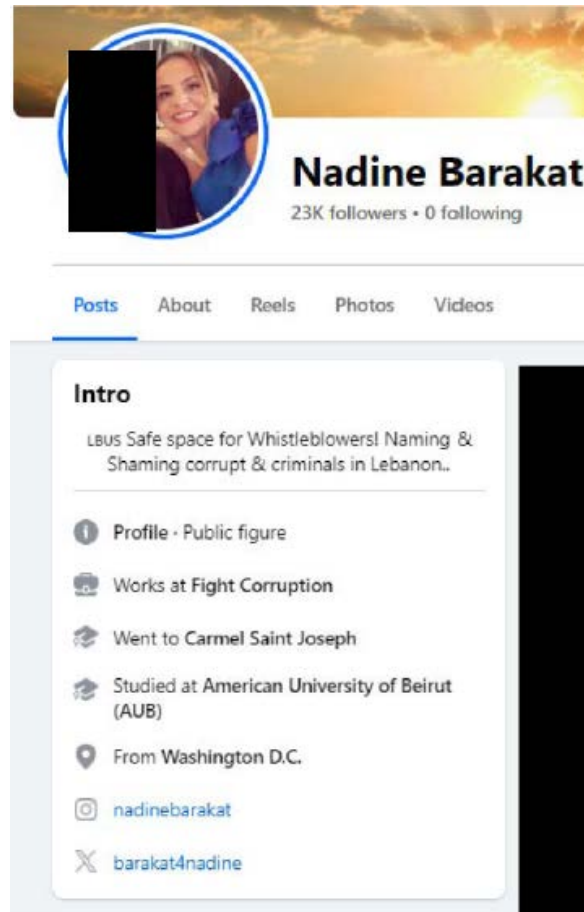 Nadine Barakat
23K followers • 0 following
Posts About Reels Photos Videos
Intro
LBUS Safe space for Whistleblowers! Naming &
Shaming corrupt & criminals in Lebanon..
Profile · Public figure
Works at Fight Corruption
Went to Carmel Saint Joseph
Studied at American University of Beirut
(AUB)
From Washington D.C.
nadinebarakat
barakat4nadine